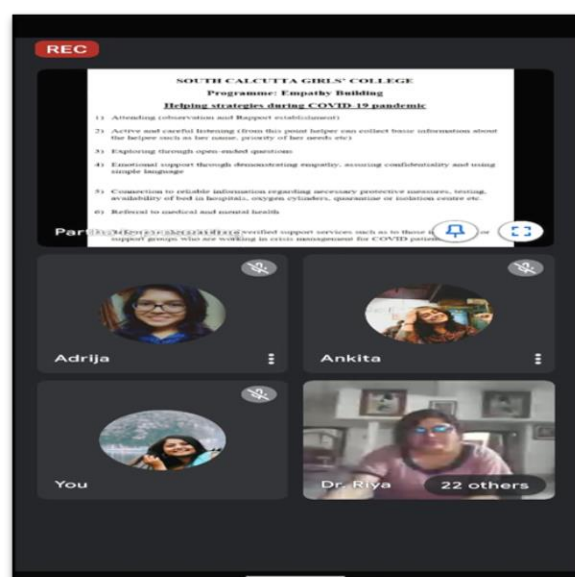 REC
SOUTH CALCUTTA GIRLS' COLLEGE
Programme: Empathy Building
Helping strategies during COVID-19 pandemic
1) Attending (observation and Rapport establishment)
2) Active and careful listening (from this point helper can collect basic information about
the helpee such as her name, priority of her needs etc)
3) Exploring through open-ended questions
4) Emotional support through demonstrating empathy, assuring confidentiality and using
simple language
5) Connection to reliable information regarding necessary protective measures, testing,
availability of bed in hospitals, oxygen cylinders, quarantine or isolation centre etc.
6) Referral to medical and mental health
verified support services such as to those or
support groups who are working in crisis management for COVID
Adrija
Ankita
You
Dr. Riya
22 others